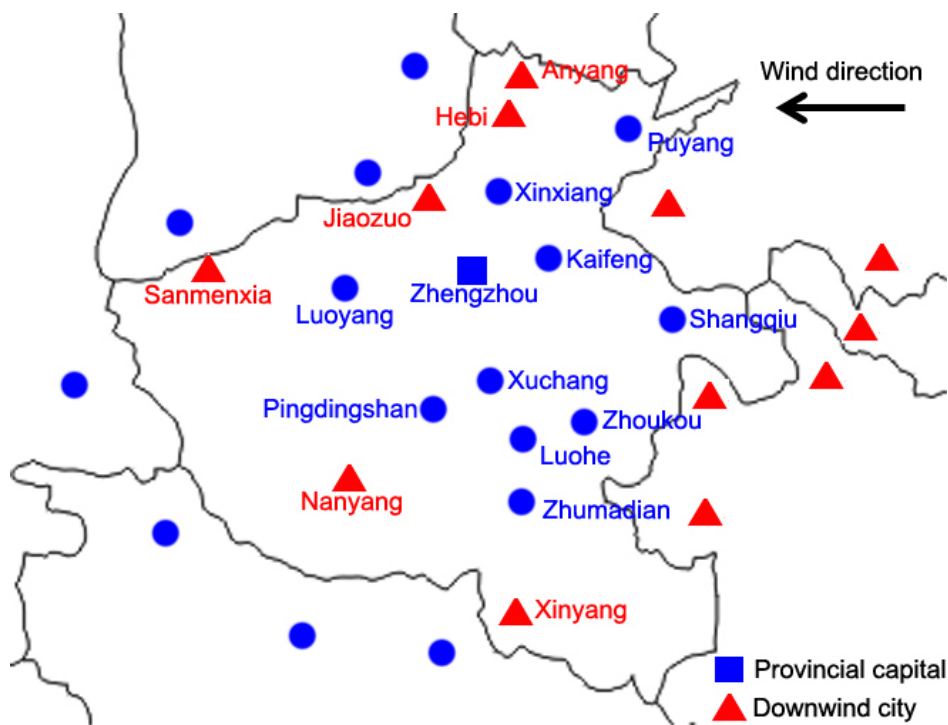 Anyang
Wind direction
Hebi
Puyang
Xinxiang
Jiaozuo
Kaifeng
Sanmenxia
Zhengzhou
Luoyang
Shangqiu
Xuchang
Pingdingshan
Zhoukou
Luohe
Nanyang
Zhumadian
Xinyang
Provincial capital
Downwind city